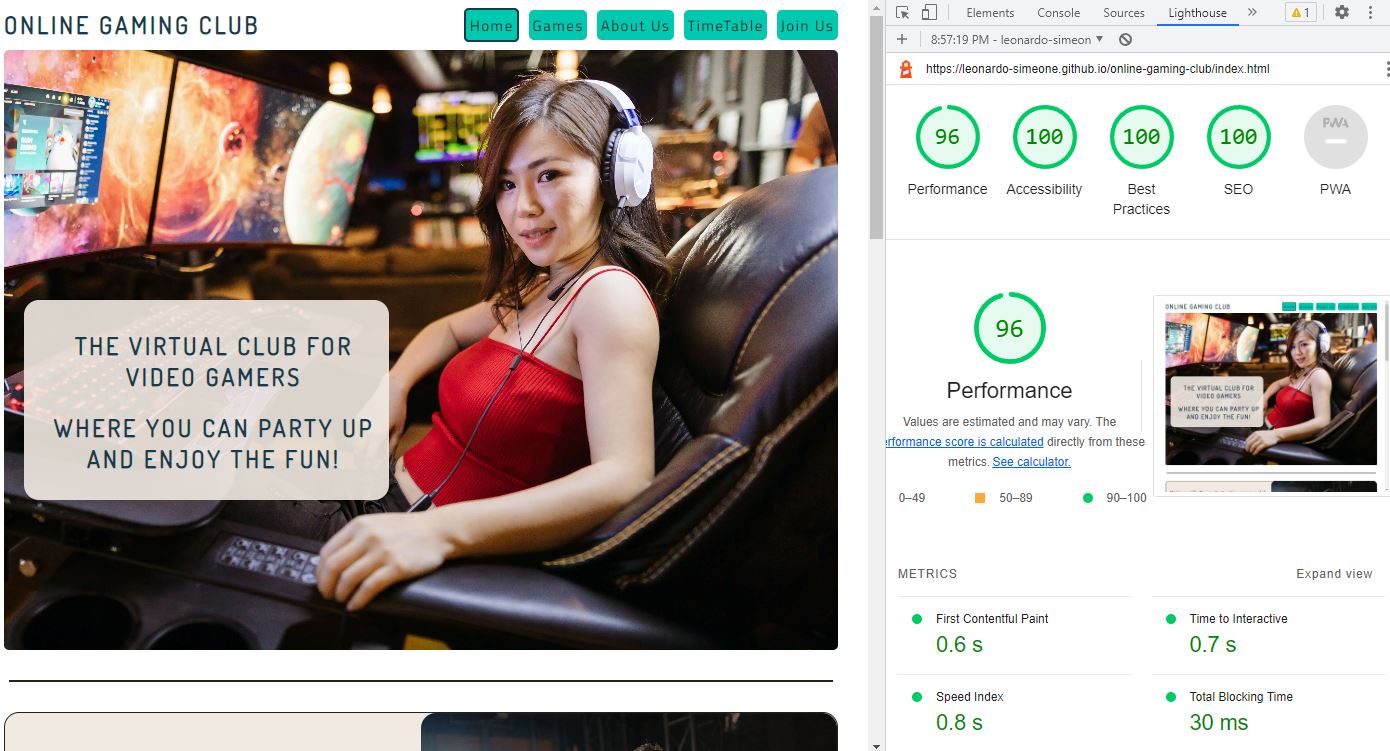 ONLINE GAMING CLUB
Home
Games
About Us
TimeTable
Join Us
THE VIRTUAL CLUB FOR
VIDEO GAMERS
WHERE YOU CAN PARTY UP
AND ENJOY THE FUN!
Elements
Console
Sources
Lighthouse
1
8:57:19 PM - leonardo-simeon
https://leonardo-simeone.github.io/online-gaming-club/index.html
96
100
100
100
PWA
Performance
Accessibility
Best
Practices
SEO
PWA
96
Performance
Values are estimated and may vary. The
erformance score is calculated directly from these
metrics. See calculator.
0–49
50–89
90–100
ONLINE GAMING CLUB
THE VIRTUAL CLUB FOR
VIDEO GAMERS
WHERE YOU CAN PARTY UP
AND ENJOY THE FUN!
METRICS
Expand view
First Contentful Paint
0.6 s
Time to Interactive
0.7 s
Speed Index
0.8 s
Total Blocking Time
30 ms